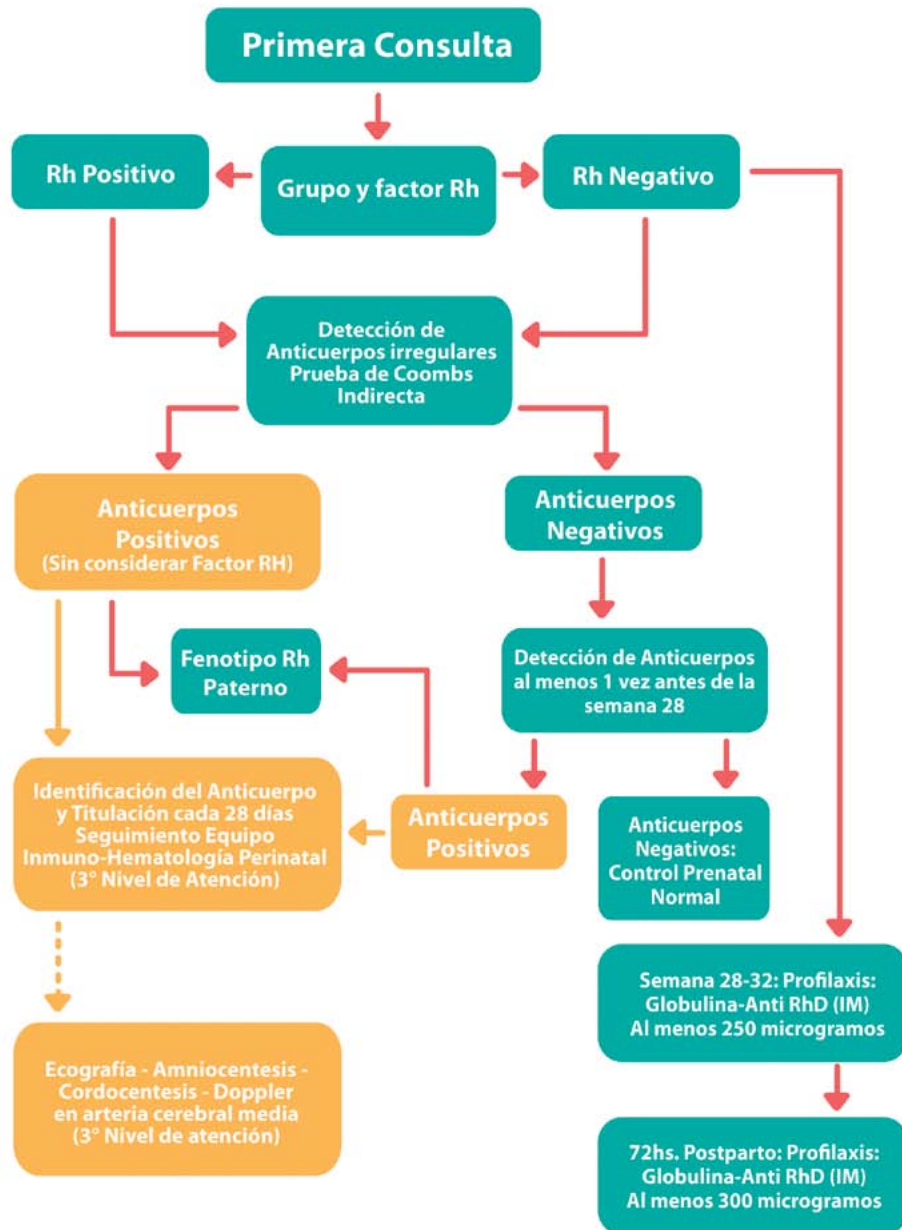 Primera Consulta
Rh Positivo
Grupo y factor Rh
Rh Negativo
Detección de
Anticuerpos irregulares
Prueba de Coombs
Indirecta
Anticuerpos
Positivos
(Sin considerar Factor RH)
Anticuerpos
Negativos
Fenotipo Rh
Paterno
Detección de Anticuerpos
al menos 1 vez antes de la
semana 28
Identificación del Anticuerpo
y Titulación cada 28 días
Seguimiento Equipo
Inmuno-Hematología Perinatal
(3° Nivel de Atención)
Anticuerpos
Positivos
Anticuerpos
Negativos:
Control Prenatal
Normal
Semana 28-32: Profilaxis:
Globulina-Anti RhD (IM)
Al menos 250 microgramos
Ecografía - Amniocentesis -
Cordocentesis - Doppler
en arteria cerebral media
(3° Nivel de atención)
72hs. Postparto: Profilaxis:
Globulina-Anti RhD (IM)
Al menos 300 microgramos